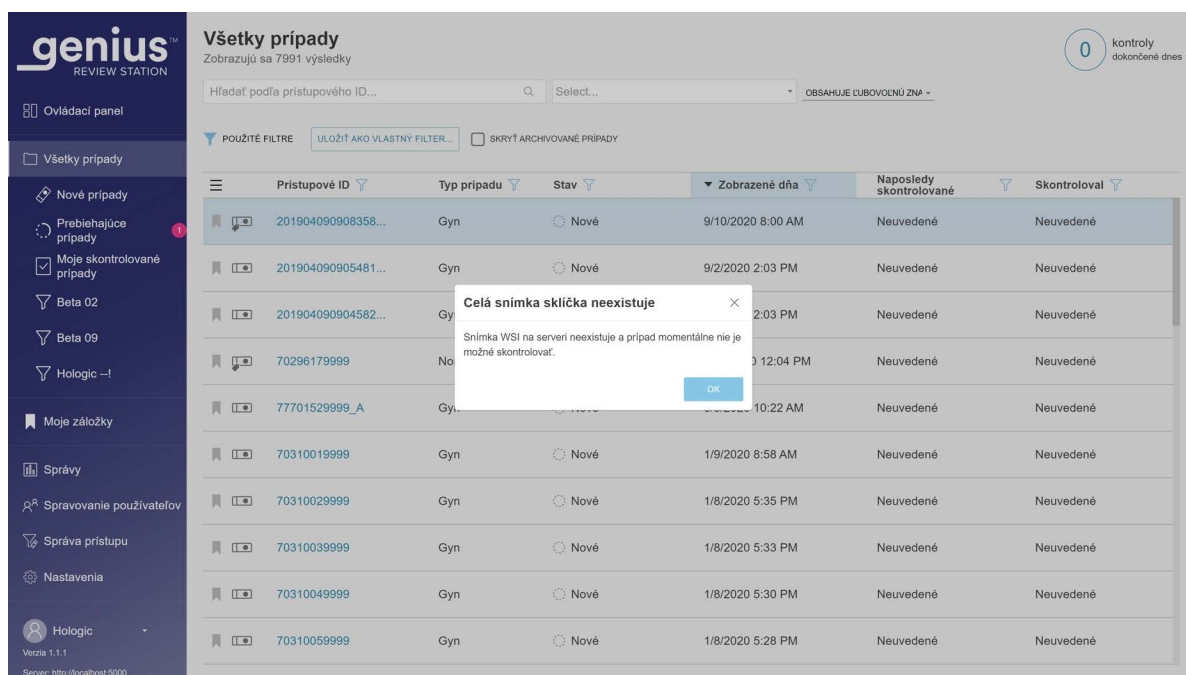 genius™
REVIEW STATION
Ovládací panel
Všetky prípady
Nové prípady
Prebiehajúce
prípady
1
Moje skontrolované
prípady
Beta 02
Beta 09
Hologic --!
Moje záložky
Správy
Spravovanie používateľov
Správa prístupu
Nastavenia
Hologic
Verzia 1.1.1
Server: http://localhost:5000
Všetky prípady
Zobrazujú sa 7991 výsledky
0
kontroly
dokončené dnes
Hľadať podľa prístupového ID...
Select...
OBSAHUJE ĽUBOVOĽNÚ ZNA
POUŽITÉ FILTRE
ULOŽIŤ AKO VLASTNÝ FILTER...
SKRYŤ ARCHIVOVANÉ PRÍPADY
Prístupové ID Typ prípadu Stav Zobrazené dňa Naposledy skontrolované Skontroloval
201904090908358... Gyn Nové 9/10/2020 8:00 AM Neuvedené Neuvedené
201904090905481... Gyn Nové 9/2/2020 2:03 PM Neuvedené Neuvedené
201904090904582... 2:03 PM Neuvedené Neuvedené
70296179999 12:04 PM Neuvedené Neuvedené
77701529999_A Gyn 10:22 AM Neuvedené Neuvedené
70310019999 Gyn Nové 1/9/2020 8:58 AM Neuvedené Neuvedené
70310029999 Gyn Nové 1/8/2020 5:35 PM Neuvedené Neuvedené
70310039999 Gyn Nové 1/8/2020 5:33 PM Neuvedené Neuvedené
70310049999 Gyn Nové 1/8/2020 5:30 PM Neuvedené Neuvedené
70310059999 Gyn Nové 1/8/2020 5:28 PM Neuvedené Neuvedené
Celá snímka sklíčka neexistuje
Snímka WSI na serveri neexistuje a prípad momentálne nie je
možné skontrolovať.
OK